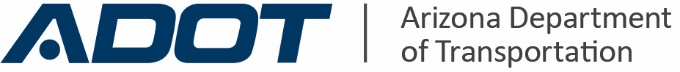 ADOT
Arizona Department
of Transportation